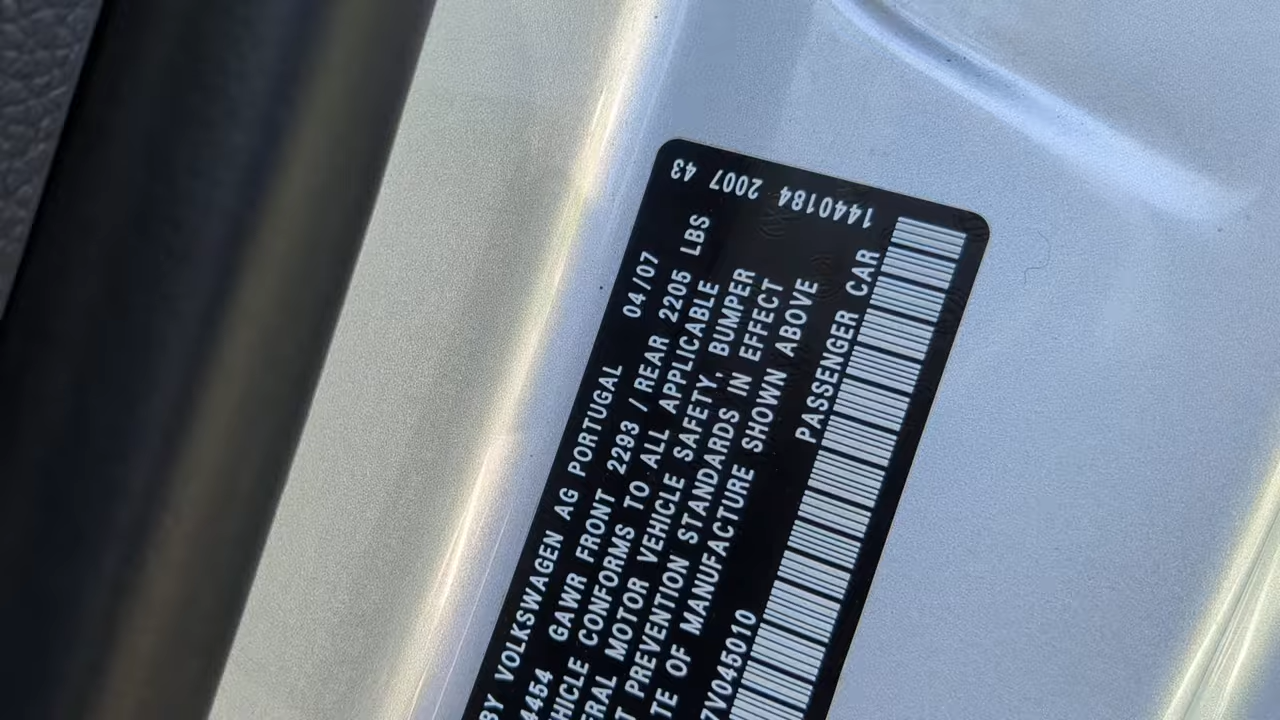 BY VOLKSWAGEN AG PORTUGAL 04/07
4454 GAWR FRONT 2293 / REAR 2205 LBS
HICLE CONFORMS TO ALL APPLICABLE
ERAL MOTOR VEHICLE SAFETY, BUMPER
T PREVENTION STANDARDS IN EFFECT
TE OF MANUFACTURE SHOWN ABOVE
7V045010 PASSENGER CAR
1440184 2007 43